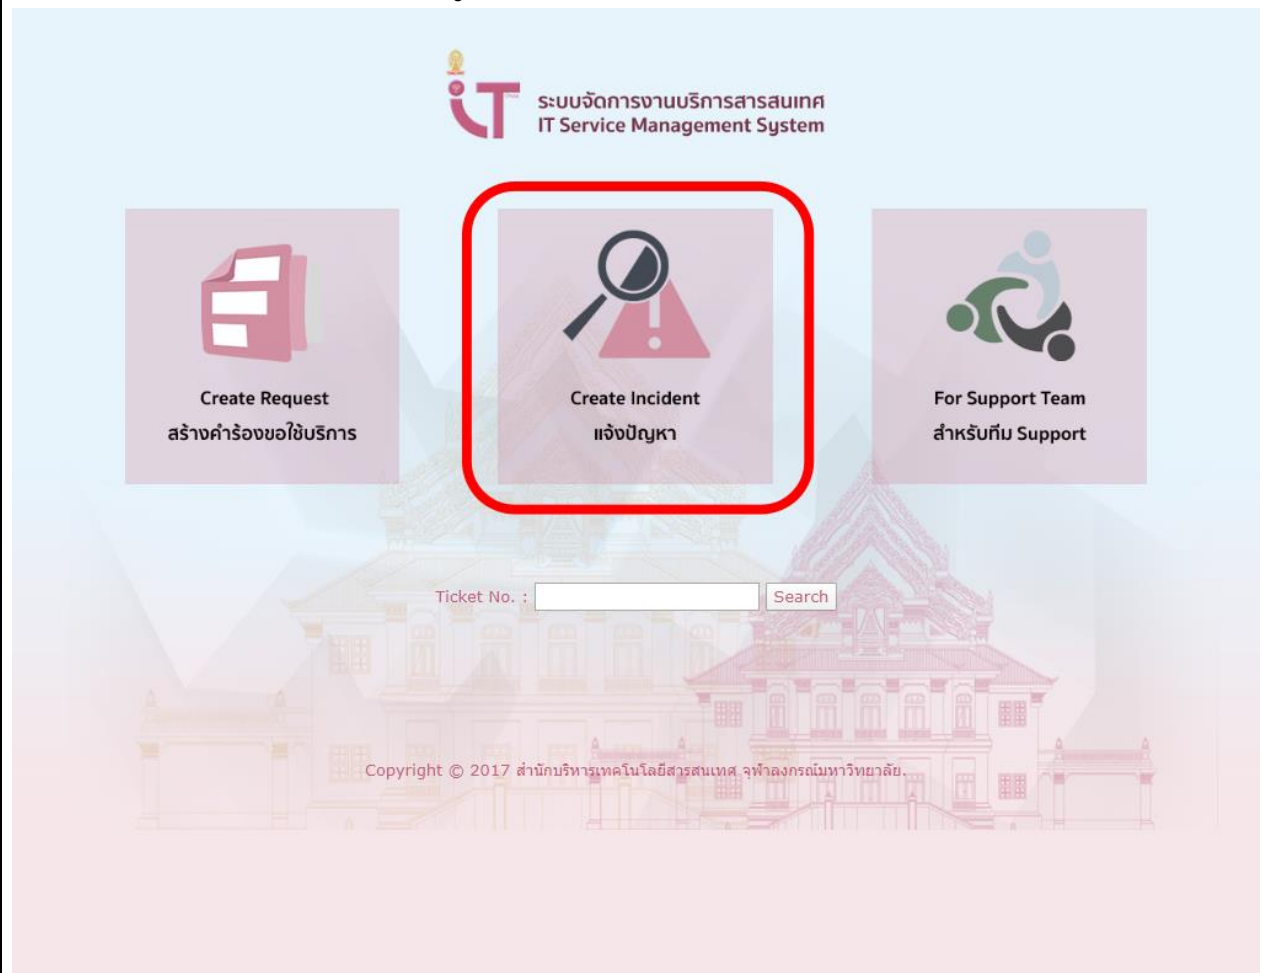 ระบบจัดการงานบริการสารสนเทศ
IT Service Management System
Create Request
สร้างคำร้องขอใช้บริการ
Create Incident
แจ้งปัญหา
For Support Team
สำหรับทีม Support
Ticket No. :
Search
Copyright © 2017 สำนักบริหารเทคโนโลยีสารสนเทศ จุฬาลงกรณ์มหาวิทยาลัย.